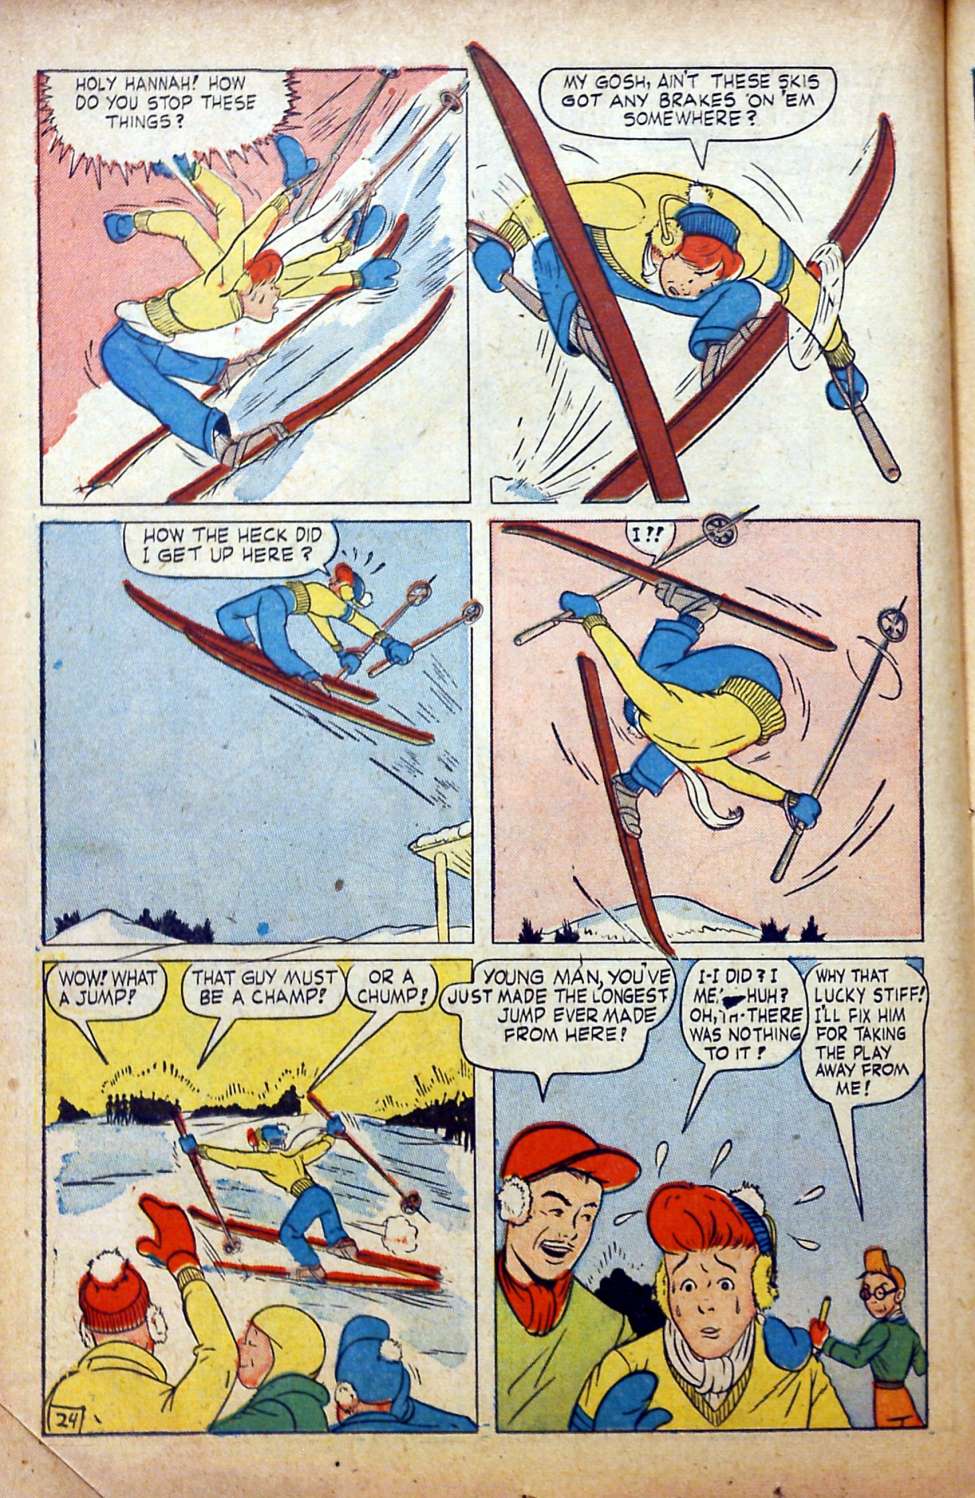 HOLY HANNAH! HOW
DO YOU STOP THESE
THINGS?
MY GOSH, AIN'T THESE SKIS
GOT ANY BRAKES ON 'EM
SOMEWHERE?
HOW THE HECK DID
I GET UP HERE?
I!!
WOW! WHAT
A JUMP!
THAT GUY MUST
BE A CHAMP!
OR A
CHUMP!
YOUNG MAN, YOU'VE
JUST MADE THE LONGEST
JUMP EVER MADE
FROM HERE!
I-I DID? I
ME! HUH?
OH, THERE
WAS NOTHING
TO IT!
WHY THAT
LUCKY STIFF!
I'LL FIX HIM
FOR TAKING
THE PLAY
AWAY FROM
ME!
24